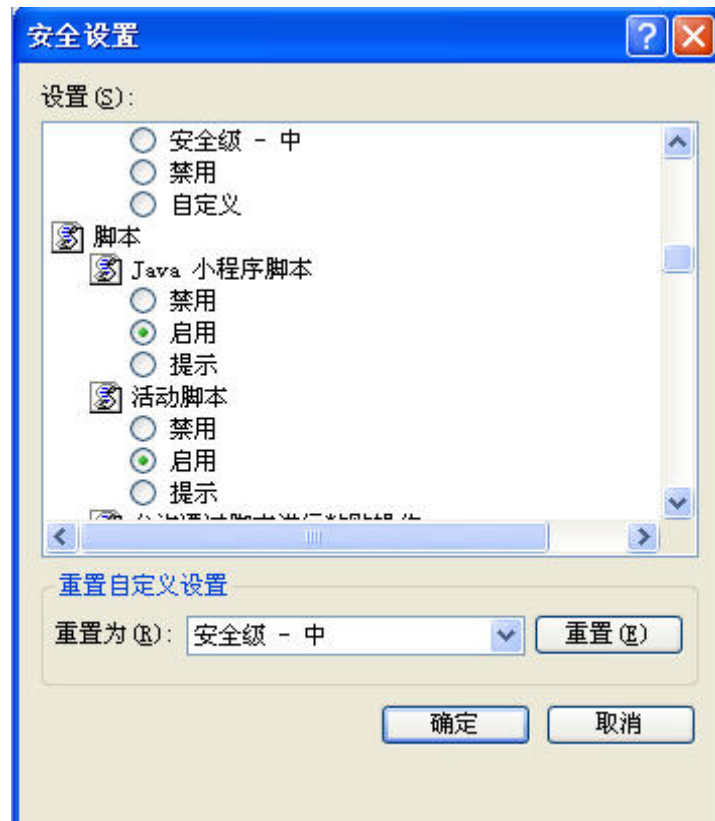 安全设置
设置(S):
安全级 - 中
禁用
自定义
脚本
Java 小程序脚本
禁用
启用
提示
活动脚本
禁用
启用
提示
重置自定义设置
重置为(R): 安全级 - 中 重置(E)
确定 取消